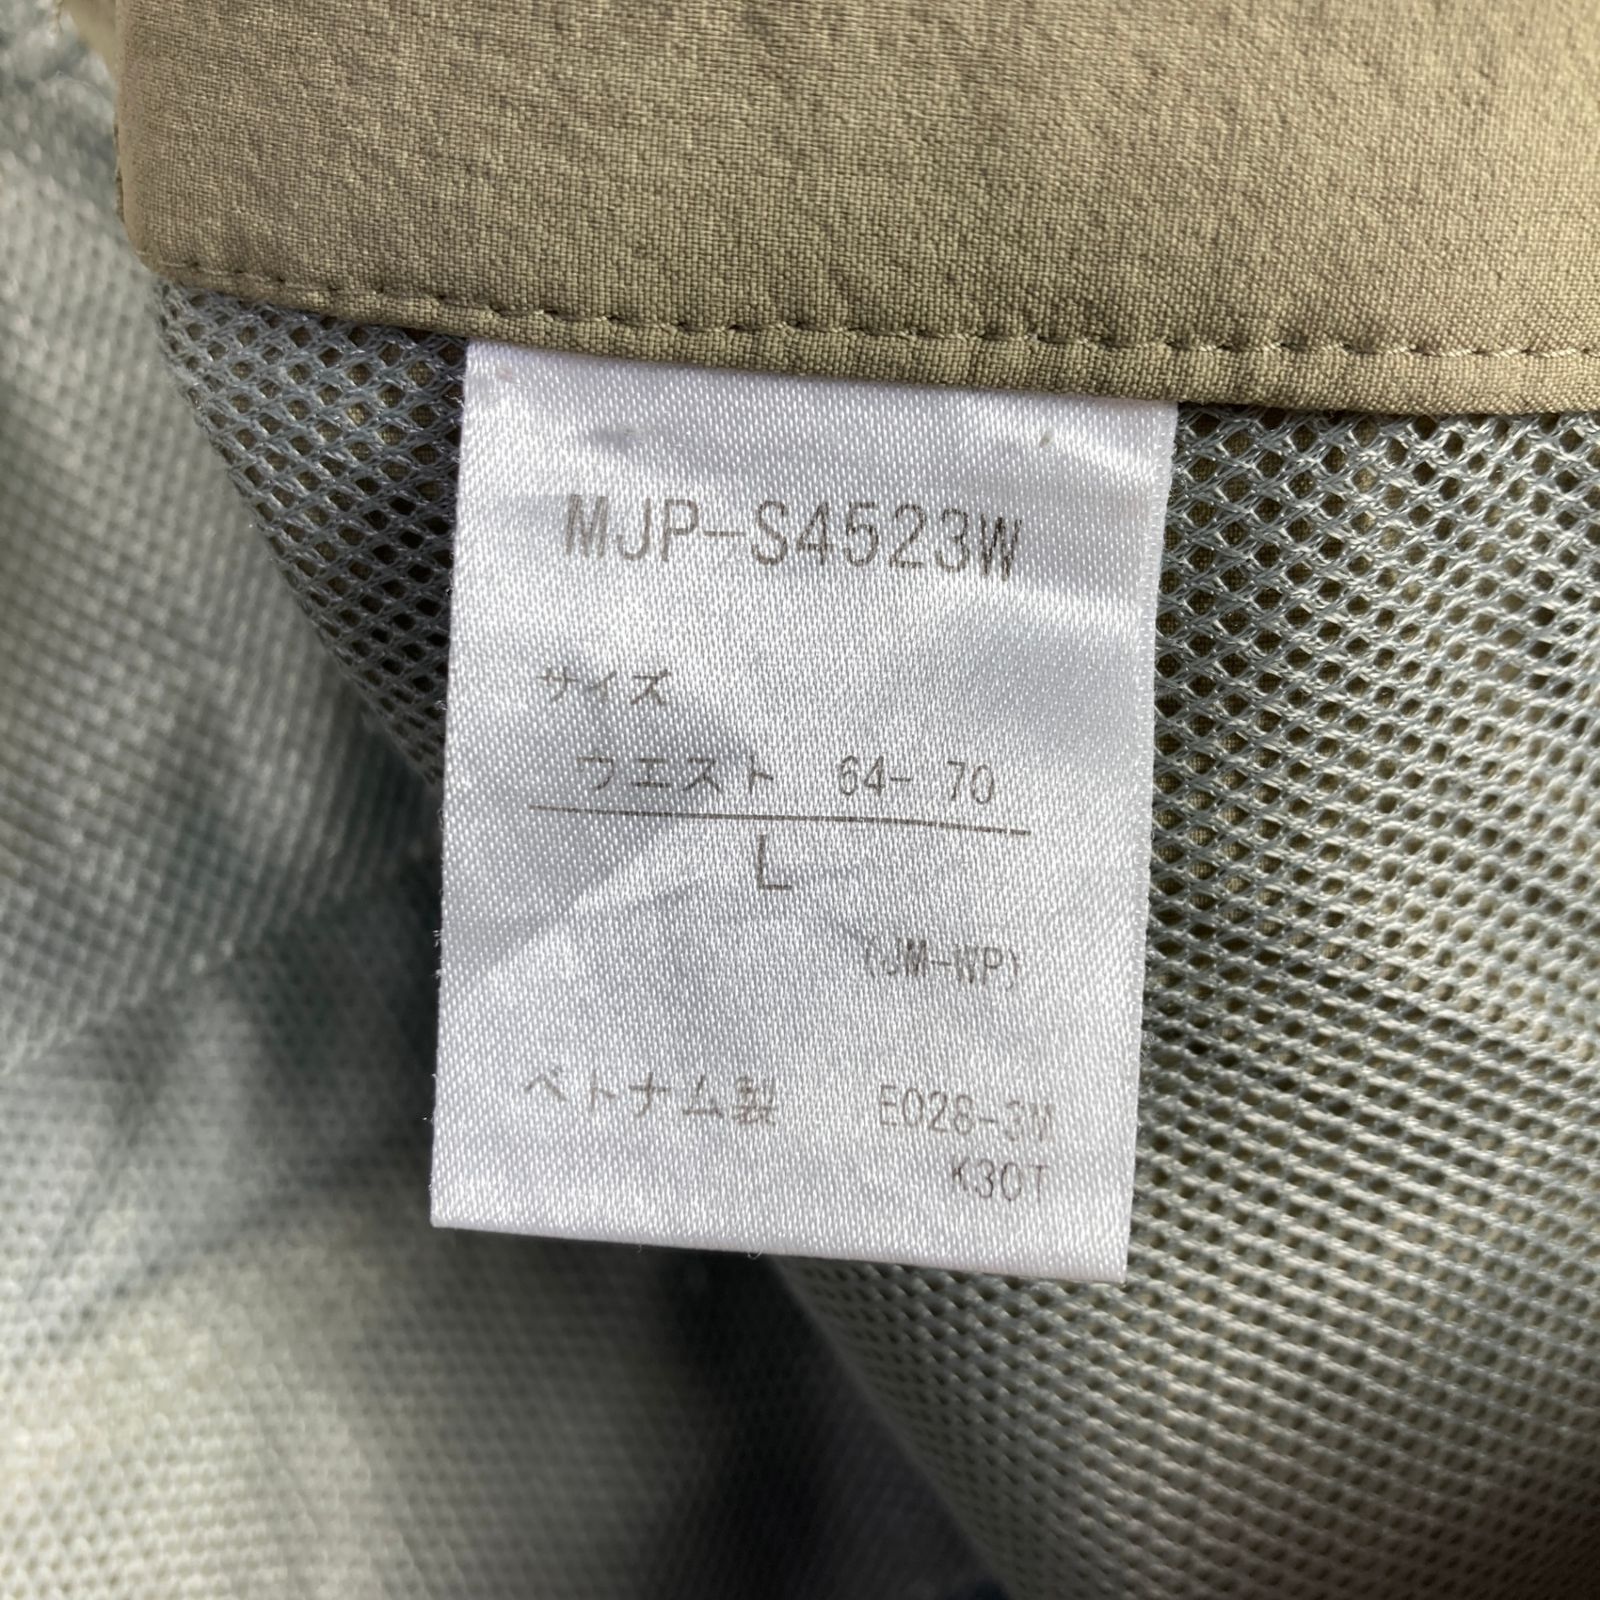 MJP-S4523W
サイズ
ウエスト 64- 70
L
(JM-WP)
ベトナム製 E028-3M
K30T